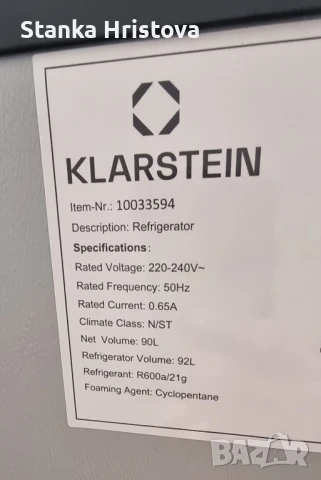 Stanka Hristova
KLARSTEIN
Item-Nr.: 10033594
Description: Refrigerator
Specifications:
Rated Voltage: 220-240V~
Rated Frequency: 50Hz
Rated Current: 0.65A
Climate Class: N/ST
Net Volume: 90L
Refrigerator Volume: 92L
Refrigerant: R600a/21g
Foaming Agent: Cyclopentane
BAZAR